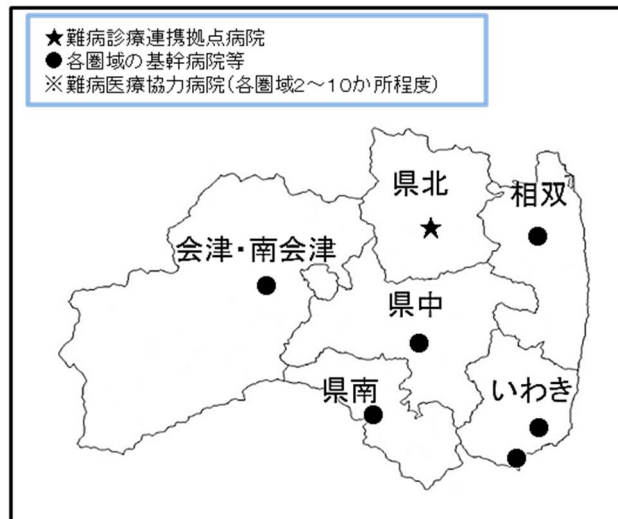 ★難病診療連携拠点病院
●各圏域の基幹病院等
※難病医療協力病院(各圏域2～10か所程度)
県北
相双
会津・南会津
県中
県南
いわき